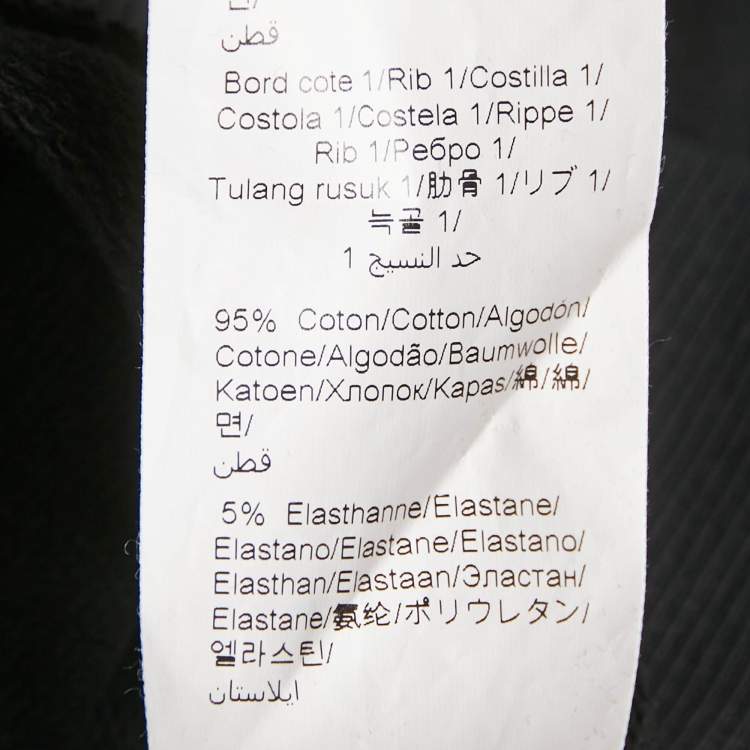 قطن
Bord cote 1/Rib 1/Costilla 1/
Costola 1/Costela 1/Rippe 1/
Rib 1/Ребро 1/
Tulang rusuk 1/肋骨 1/リブ 1/
늑골 1/
حد النسيج 1
95% Coton/Cotton/Algodón/
Cotone/Algodão/Baumwolle/
Katoen/Хлопок/Kapas/綿/綿/
면/
قطن
5% Elasthanne/Elastane/
Elastano/Elastane/Elastano/
Elasthan/Elastaan/Эластан/
Elastane/氨纶/ポリウレタン/
엘라스틴/
ايلاستان